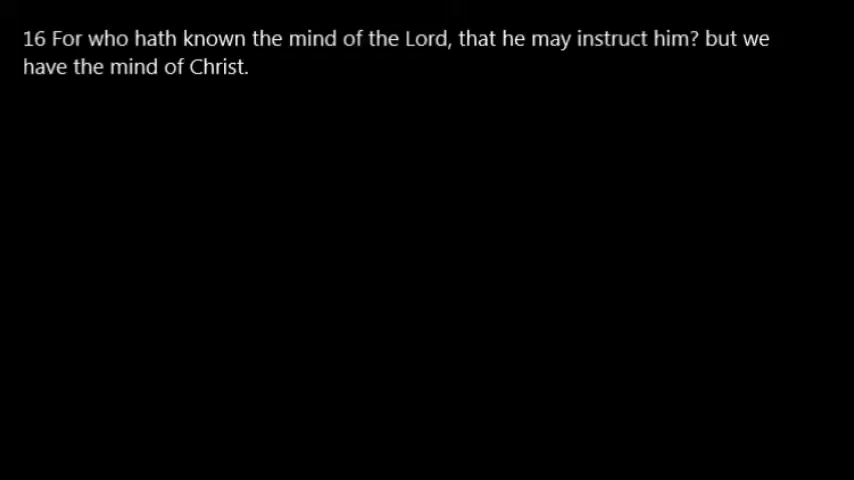 16 For who hath known the mind of the Lord, that he may instruct him? but we
have the mind of Christ.